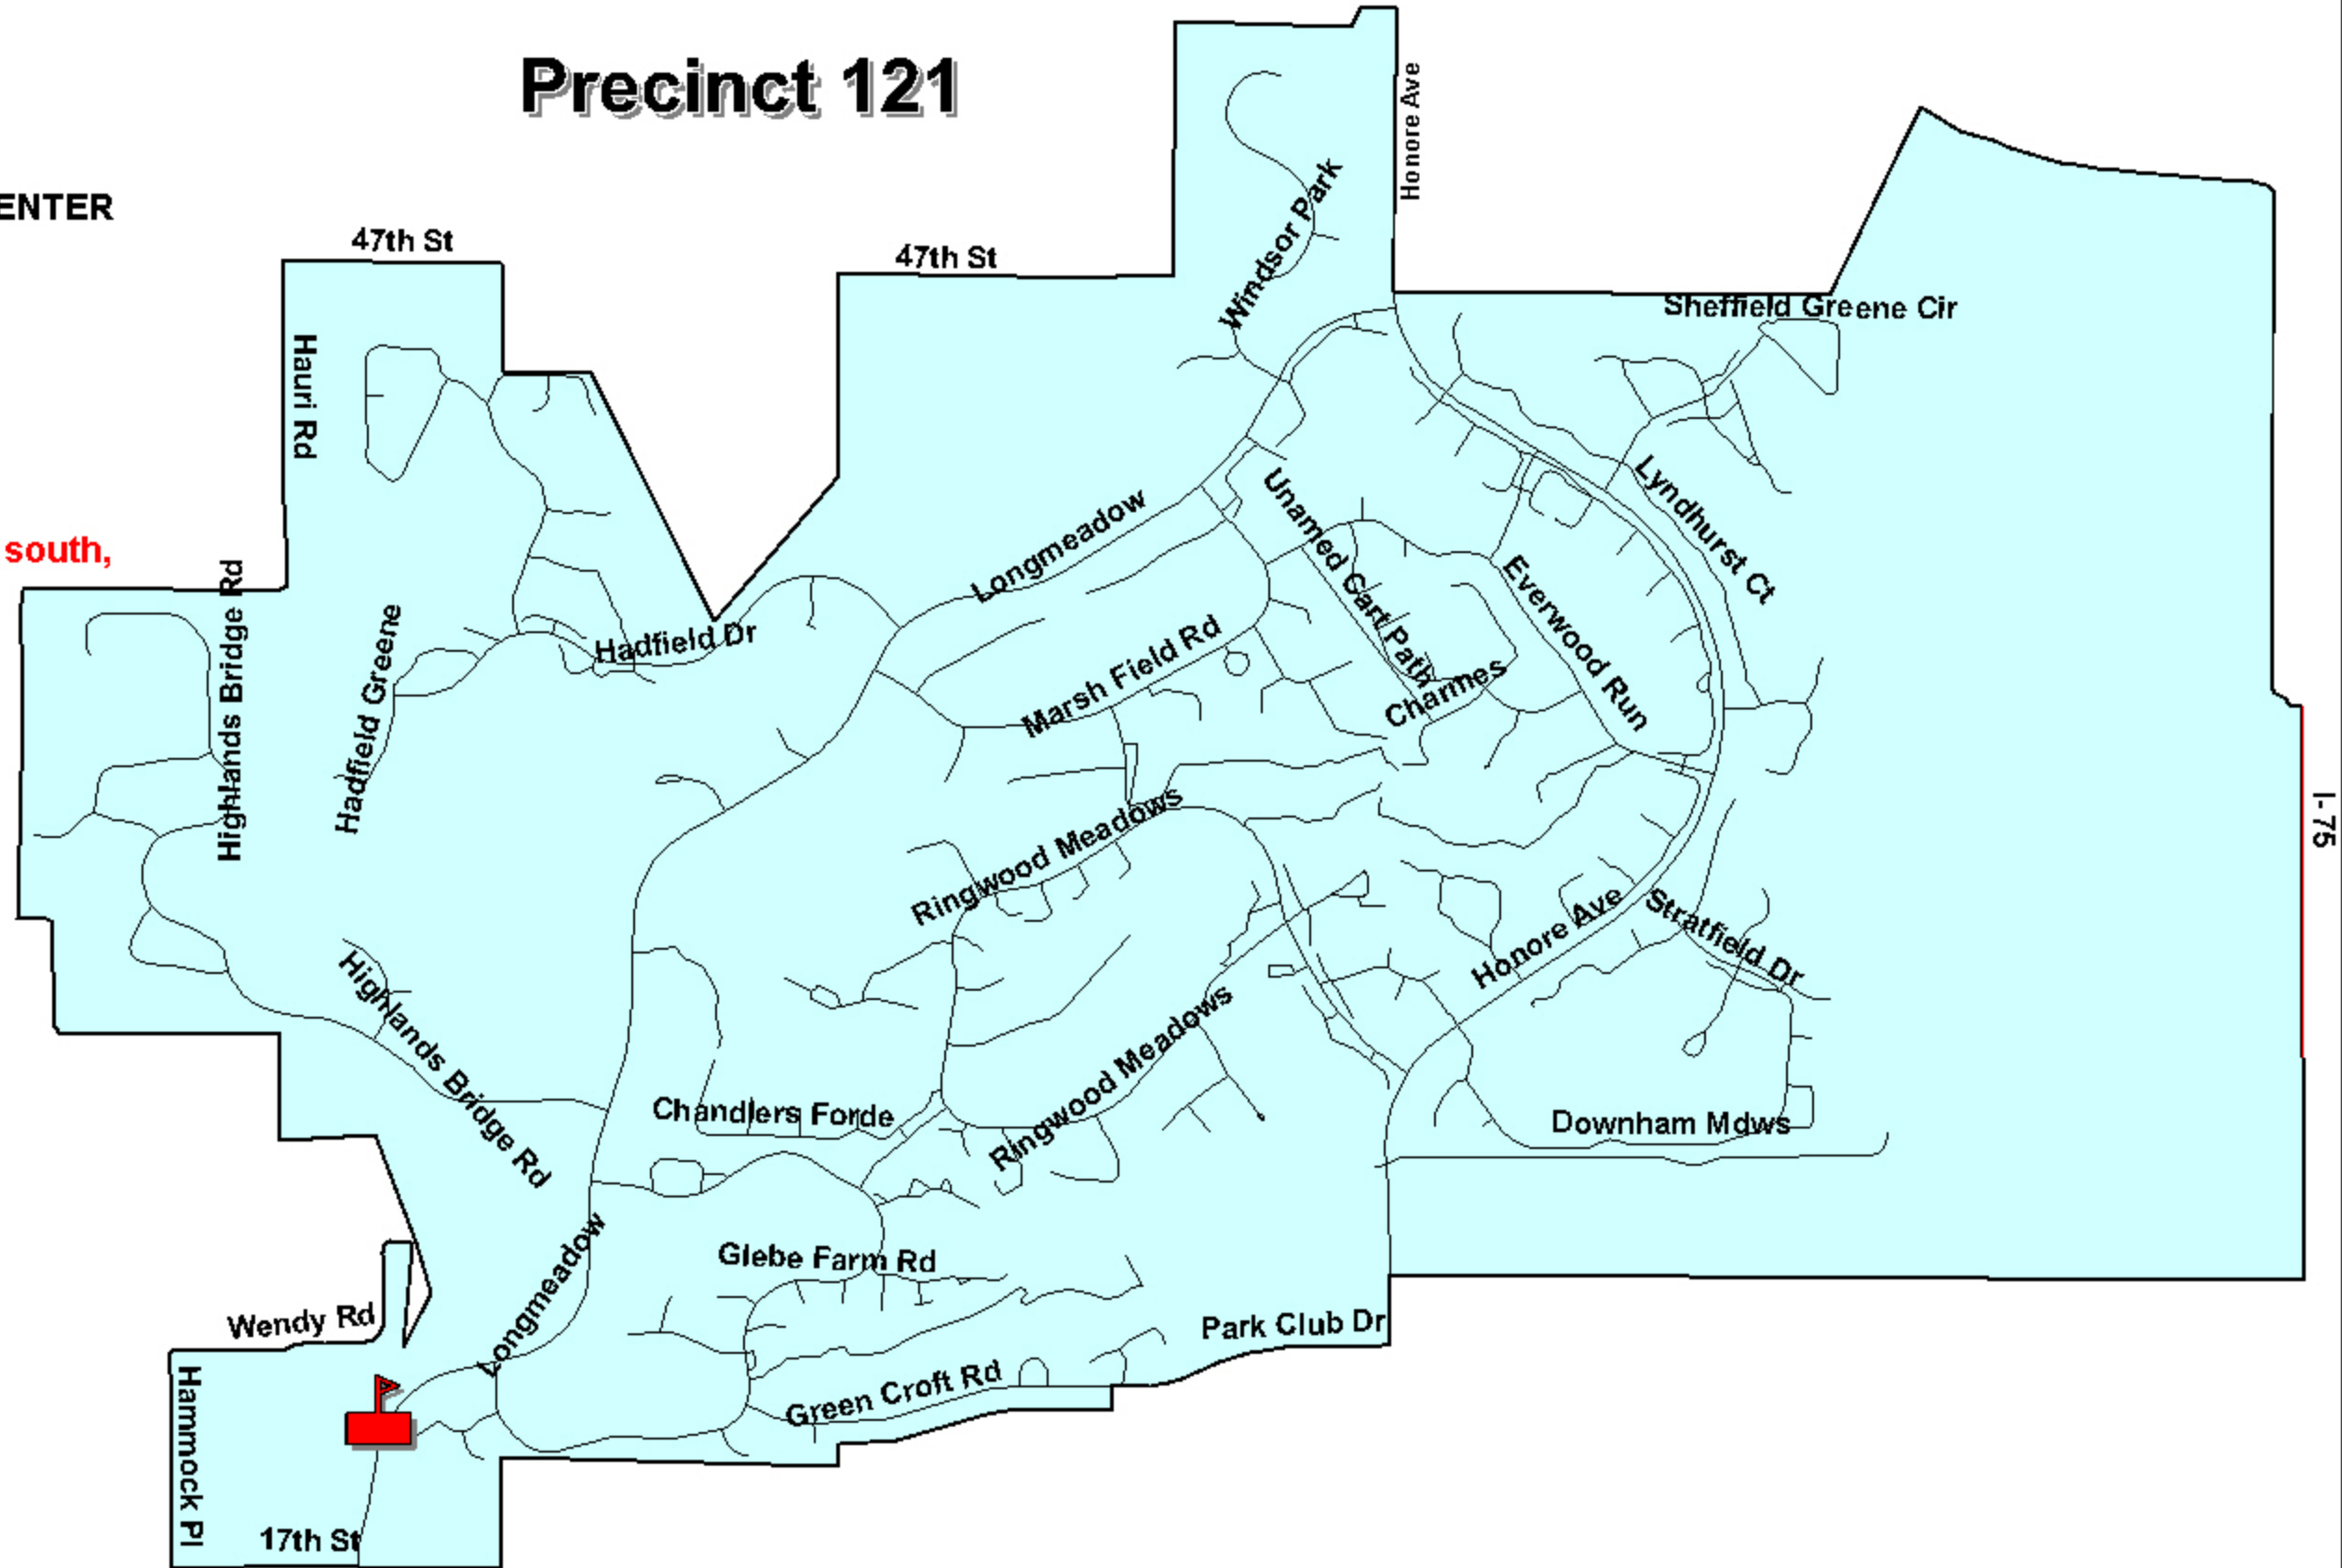 Precinct 121
ENTER
south,
47th St
47th St
Honore Ave
Windsor Park
Sheffield Greene Cir
Hauri Rd
Longmeadow
Unamed Cart Path
Lyndhurst Ct
Highlands Bridge Rd
Hadfield Greene
Hadfield Dr
Marsh Field Rd
Charmes
Everwood Run
I-75
Ringwood Meadows
Honore Ave
Stratfield Dr
Highlands Bridge Rd
Ringwood Meadows
Chandlers Forde
Downham Mdws
Longmeadow
Glebe Farm Rd
Wendy Rd
Park Club Dr
Green Croft Rd
Hammock Pl
17th St